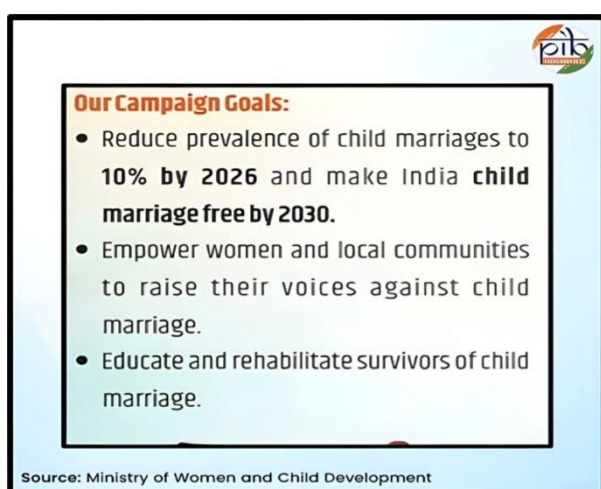 pib
Our Campaign Goals:
• Reduce prevalence of child marriages to
10% by 2026 and make India child
marriage free by 2030.
• Empower women and local communities
to raise their voices against child
marriage.
• Educate and rehabilitate survivors of child
marriage.
Source: Ministry of Women and Child Development